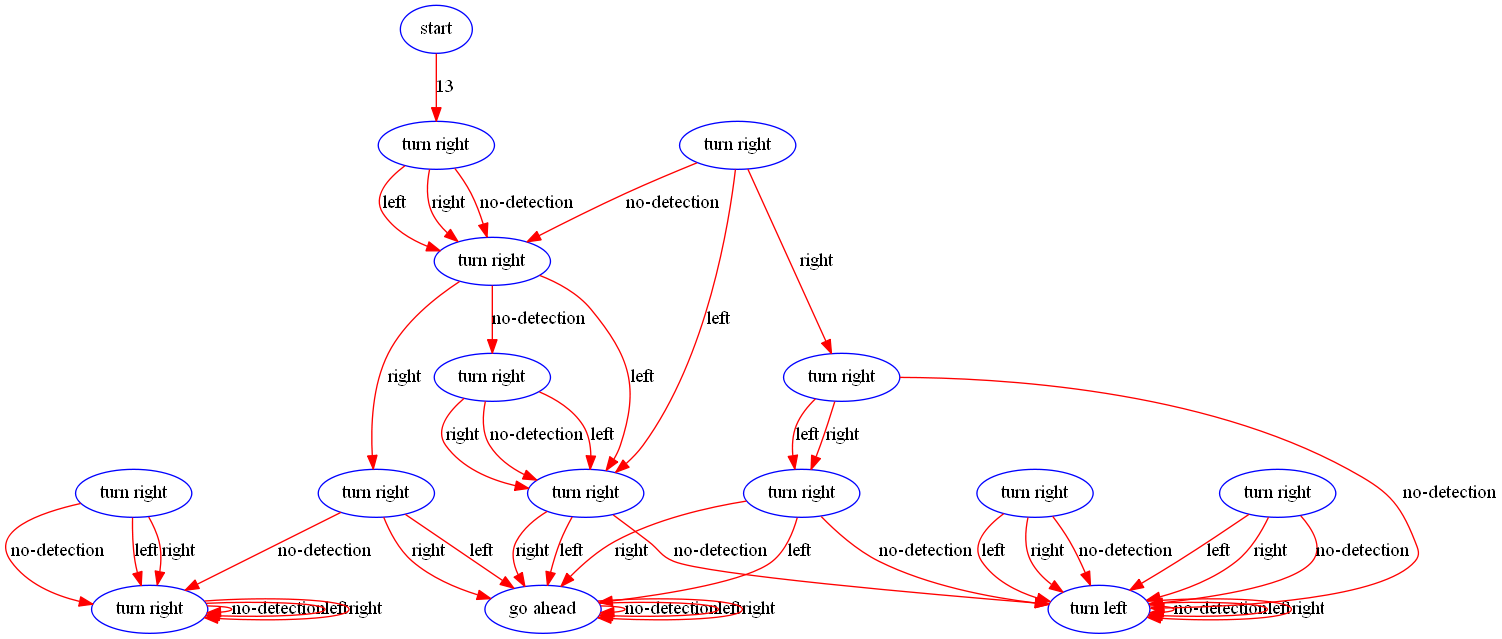 start
13
turn right turn right
left right no-detection no-detection
turn right right
no-detection left
right turn right left turn right
right no-detection left left right
turn right turn right turn right turn right turn right turn right no-detection
no-detection left right no-detection right left right left no-detection right left no-detection left right no-detection left right no-detection
turn right no-detection left right go ahead no-detection left right turn left no-detection left right